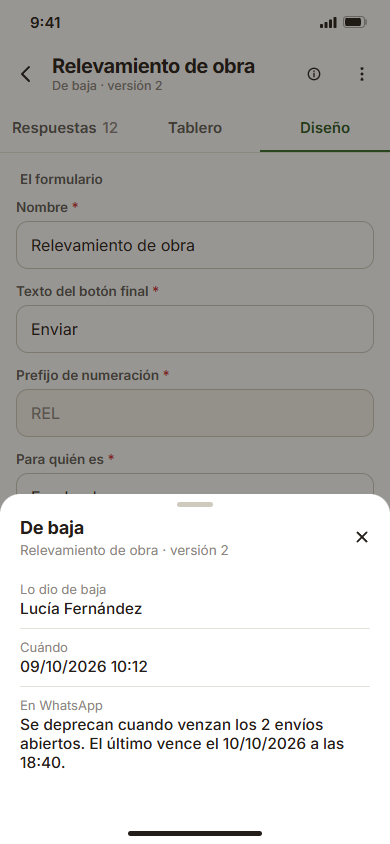 9:41
Relevamiento de obra
De baja · versión 2
Respuestas 12
Tablero
Diseño
El formulario
Nombre *
Relevamiento de obra
Texto del botón final *
Enviar
Prefijo de numeración *
REL
Para quién es *
De baja
Relevamiento de obra · versión 2
Lo dio de baja
Lucía Fernández
Cuándo
09/10/2026 10:12
En WhatsApp
Se deprecan cuando venzan los 2 envíos
abiertos. El último vence el 10/10/2026 a las
18:40.